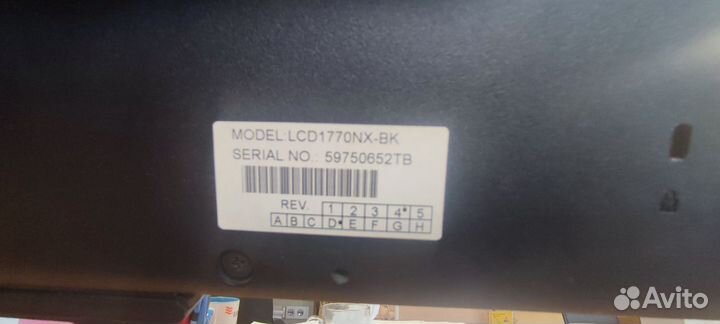 MODEL:LCD1770NX-BK
SERIAL NO.: 59750652TB
REV. 1 2 3 4 5
A B C D E F G H
Avito